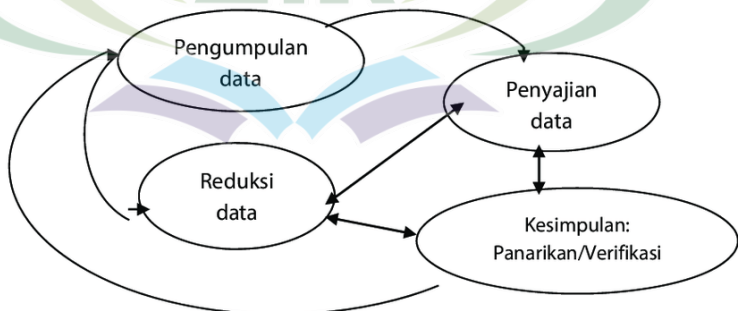 Pengumpulan
data
Penyajian
data
Reduksi
data
Kesimpulan:
Panarikan/Verifikasi